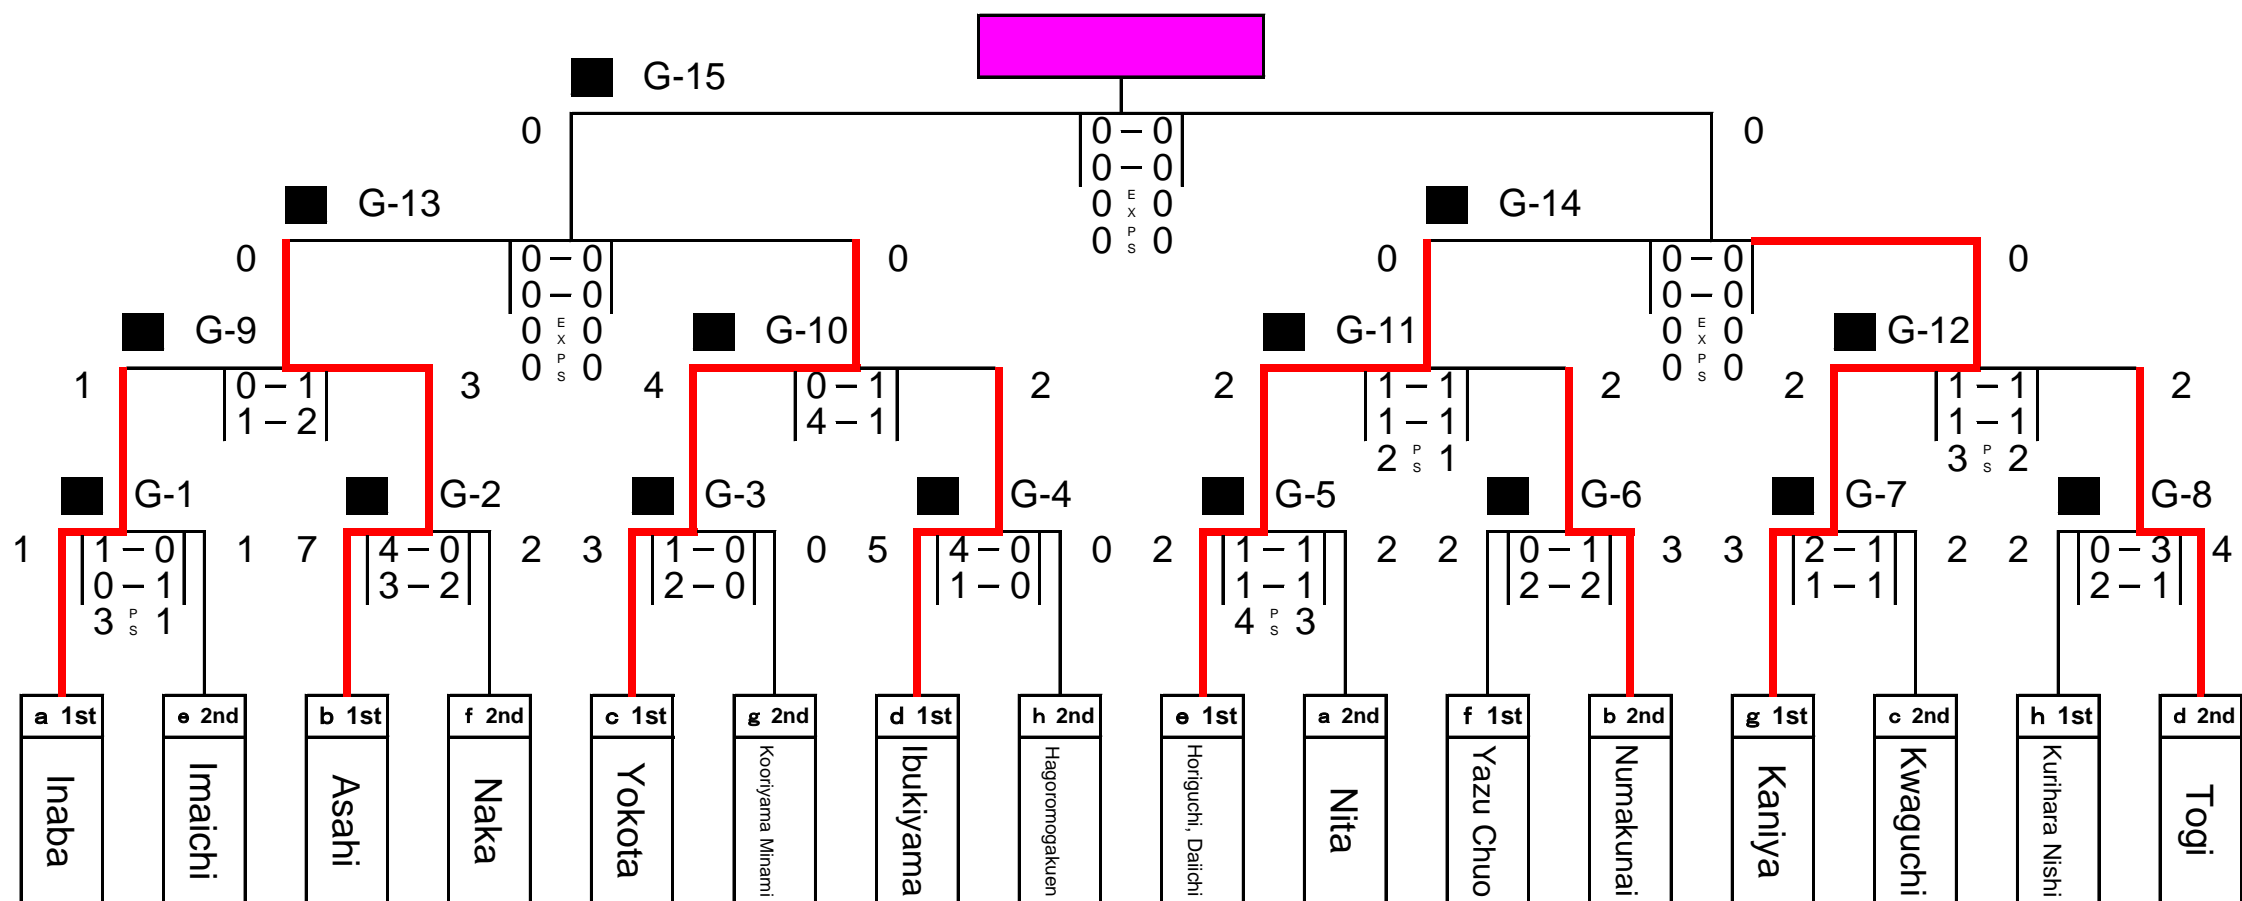 G-15
0 0 — 0 0
0 — 0
G-13 0 EX 0 G-14
0 PS 0
0 0 — 0 0 0 0 — 0 0
0 — 0 0 — 0
G-9 0 EX 0 G-10 G-11 0 EX 0 G-12
0 PS 0 0 PS 0
1 0 — 1 3 4 0 — 1 2 2 1 — 1 2 2 1 — 1 2
1 — 2 4 — 1 1 — 1 1 — 1
2 PS 1 3 PS 2
G-1 G-2 G-3 G-4 G-5 G-6 G-7 G-8
1 1 — 0 1 7 4 — 0 2 3 1 — 0 0 5 4 — 0 0 2 1 — 1 2 2 0 — 1 3 3 2 — 1 2 2 0 — 3 4
0 — 1 3 — 2 2 — 0 1 — 0 1 — 1 2 — 2 1 — 1 2 — 1
3 PS 1 4 PS 3
a 1st e 2nd b 1st f 2nd c 1st g 2nd d 1st h 2nd e 1st a 2nd f 1st b 2nd g 1st c 2nd h 1st d 2nd
Inaba
Imaichi
Asahi
Naka
Yokota
Kooriyama Minami
Ibukiyama
Hagoromogakuen
Horiguchi, Daiichi
Nita
Yazu Chuo
Numakunai
Kaniya
Kwaguchi
Kurihara Nishi
Togi